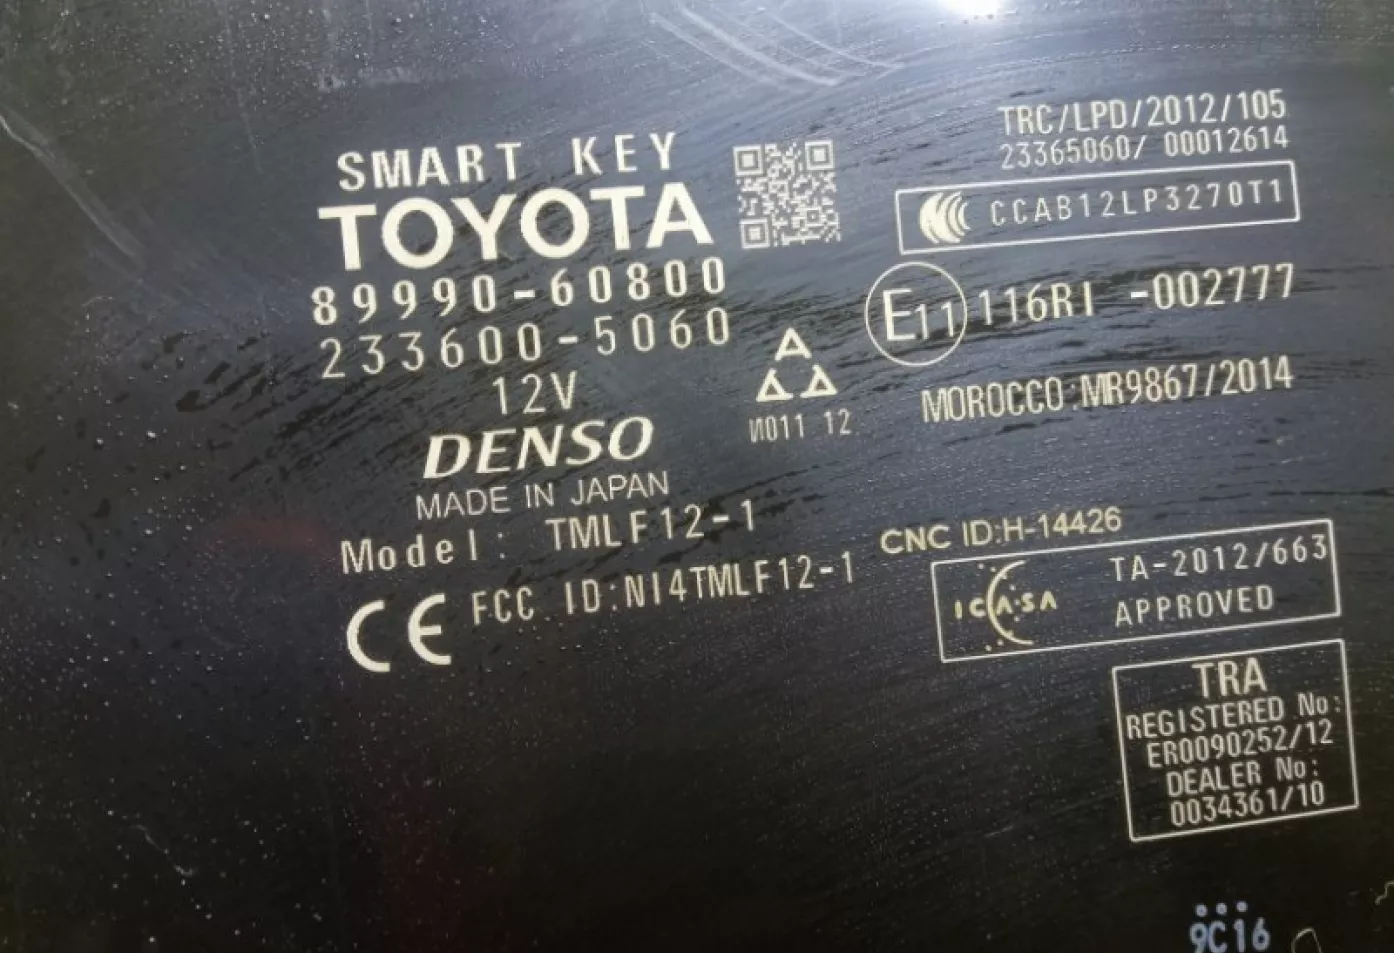 SMART KEY
TOYOTA
89990-60800
233600-5060
12V
DENSO
MADE IN JAPAN
Model: TMLF12-1
FCC ID:NI4TMLF12-1
CE
И011 12
TRC/LPD/2012/105
23365060/ 00012614
CCAB12LP3270T1
E11 116RI -002777
MOROCCO:MR9867/2014
CNC ID:H-14426
ICASA
TA-2012/663
APPROVED
TRA
REGISTERED No:
ER0090252/12
DEALER No:
0034361/10
9C16